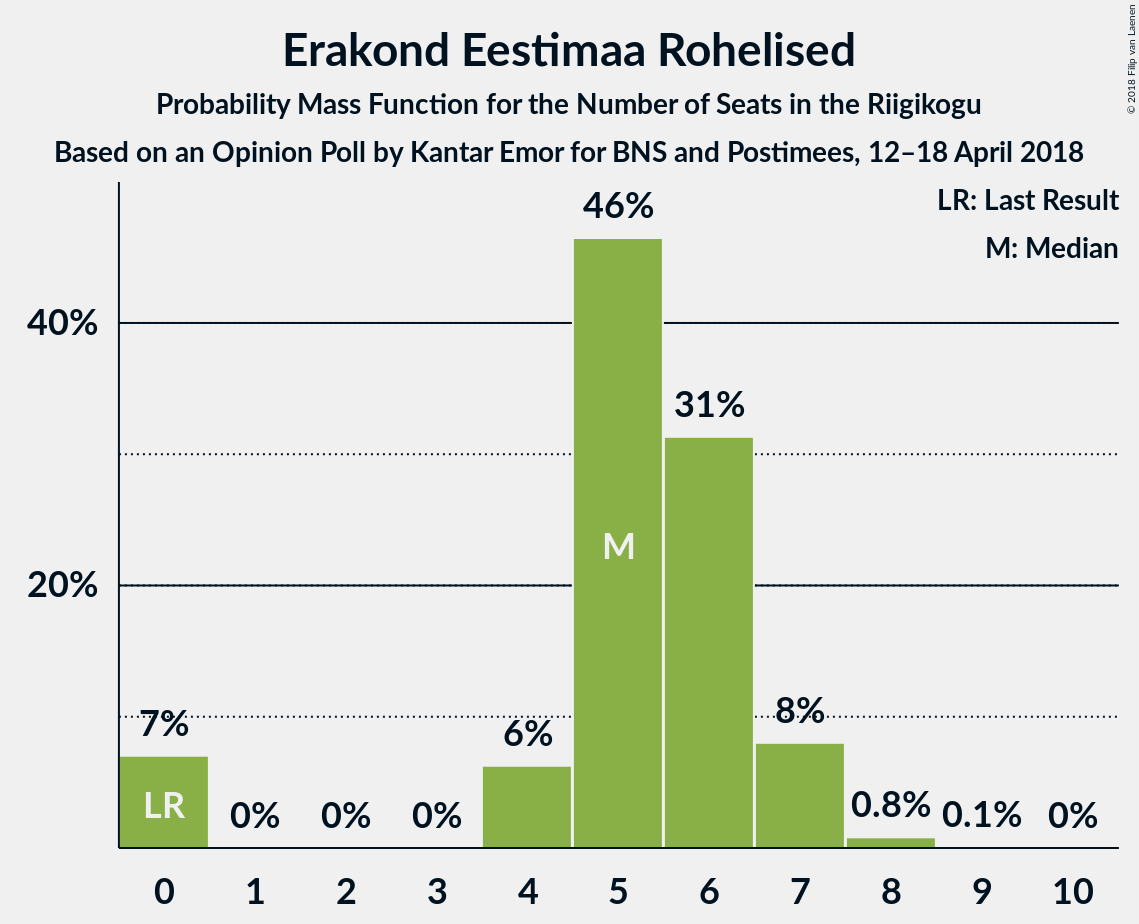 Erakond Eestimaa Rohelised
Probability Mass Function for the Number of Seats in the Riigikogu
Based on an Opinion Poll by Kantar Emor for BNS and Postimees, 12–18 April 2018
© 2018 Filip van Laenen
LR: Last Result
M: Median
46%
40%
31%
M
20%
7%
6%
8%
LR
0%
0%
0%
0.8%
0.1%
0%
0 1 2 3 4 5 6 7 8 9 10